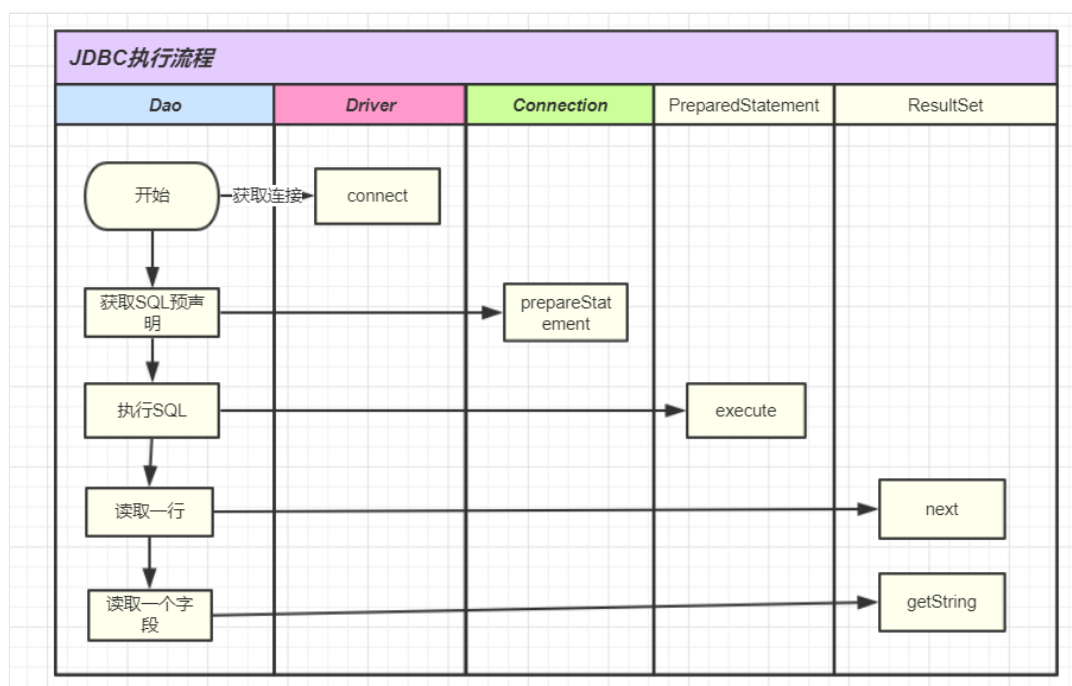 JDBC执行流程
Dao
Driver
Connection
PreparedStatement
ResultSet
开始
获取连接
connect
获取SQL预声
明
prepareStat
ement
执行SQL
execute
读取一行
next
读取一个字
段
getString